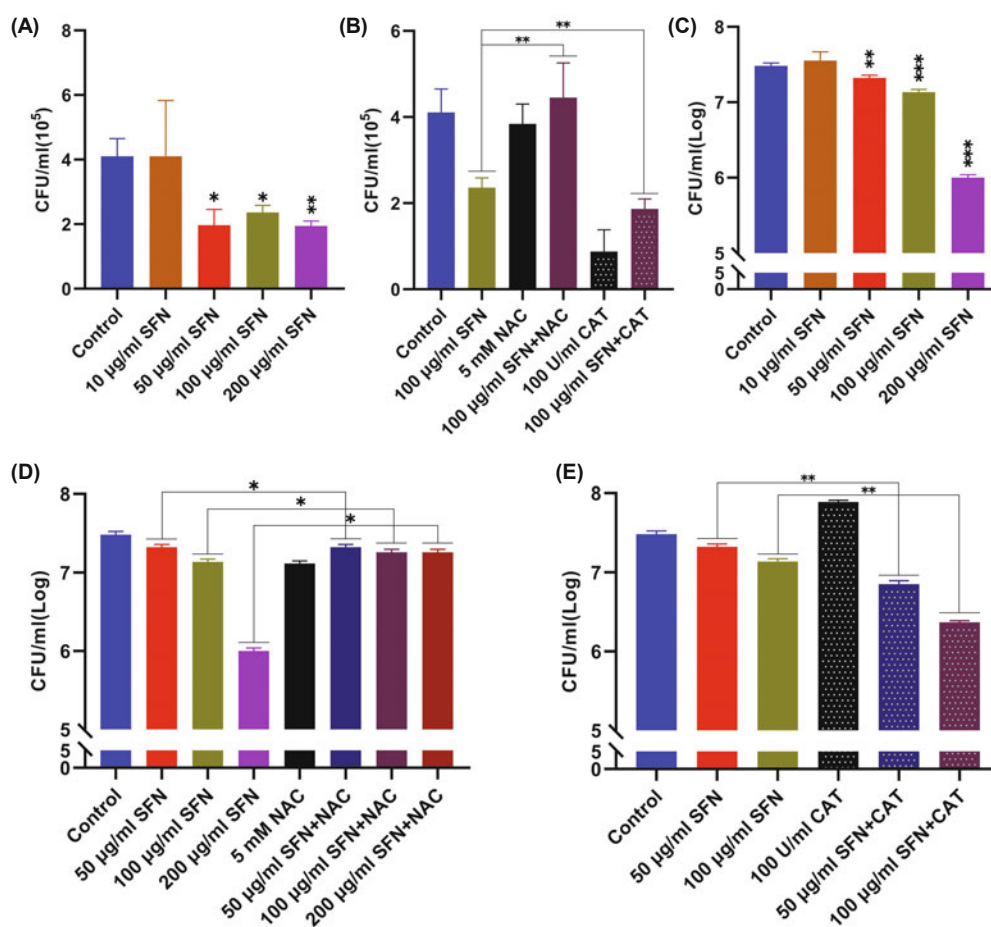 (A)
CFU/ml(10⁵)
8
6
4
2
0
*
*
**
Control
10 µg/ml SFN
50 µg/ml SFN
100 µg/ml SFN
200 µg/ml SFN
(B)
CFU/ml(10⁵)
6
4
2
0
**
**
Control
100 µg/ml SFN
5 mM NAC
100 µg/ml SFN+NAC
100 U/ml CAT
100 µg/ml SFN+CAT
(C)
CFU/ml(Log)
8
7
6
5
5
0
**
***
***
Control
10 µg/ml SFN
50 µg/ml SFN
100 µg/ml SFN
200 µg/ml SFN
(D)
CFU/ml(Log)
8
7
6
5
5
0
*
*
*
Control
50 µg/ml SFN
100 µg/ml SFN
200 µg/ml SFN
5 mM NAC
50 µg/ml SFN+NAC
100 µg/ml SFN+NAC
200 µg/ml SFN+NAC
(E)
CFU/ml(Log)
8
7
6
5
5
0
**
**
Control
50 µg/ml SFN
100 µg/ml SFN
100 U/ml CAT
50 µg/ml SFN+CAT
100 µg/ml SFN+CAT